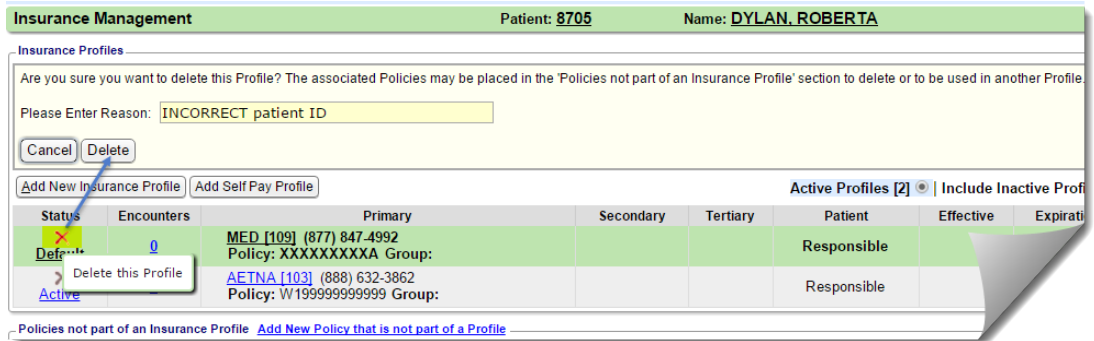 Insurance Management Patient: 8705 Name: DYLAN, ROBERTA
Insurance Profiles
Are you sure you want to delete this Profile? The associated Policies may be placed in the 'Policies not part of an Insurance Profile' section to delete or to be used in another Profile.
Please Enter Reason: INCORRECT patient ID
Cancel Delete
Add New Insurance Profile Add Self Pay Profile Active Profiles [2] | Include Inactive
Status Encounters Primary Secondary Tertiary Patient Effective
Default 0 MED [109] (877) 847-4992 Responsible
Policy: XXXXXXXXXA Group:
Delete this Profile
Active AETNA [103] (888) 632-3862 Responsible
Policy: W199999999999 Group:
Policies not part of an Insurance Profile Add New Policy that is not part of a Profile